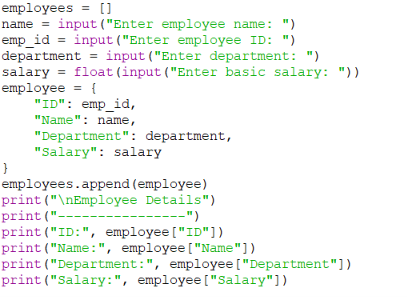 employees = []
name = input("Enter employee name: ")
emp_id = input("Enter employee ID: ")
department = input("Enter department: ")
salary = float(input("Enter basic salary: "))
employee = {
    "ID": emp_id,
    "Name": name,
    "Department": department,
    "Salary": salary
}
employees.append(employee)
print("\nEmployee Details")
print("----------------")
print("ID:", employee["ID"])
print("Name:", employee["Name"])
print("Department:", employee["Department"])
print("Salary:", employee["Salary"])